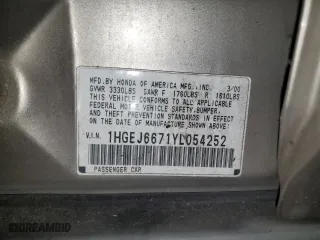 MFD.BY HONDA OF AMERICA MFG.,INC. 3/00
GVWR 3330LBS GAWR F 1760LBS R 1610LBS
THIS VEHICLE CONFORMS TO ALL APPLICABLE
FEDERAL MOTOR VEHICLE SAFETY,BUMPER,
AND THEFT PREVENTION STANDARDS IN EFFECT
ON THE DATE OF MANUFACTURE SHOWN ABOVE.
V.I.N. 1HGEJ6671YL054252
PASSENGER CAR